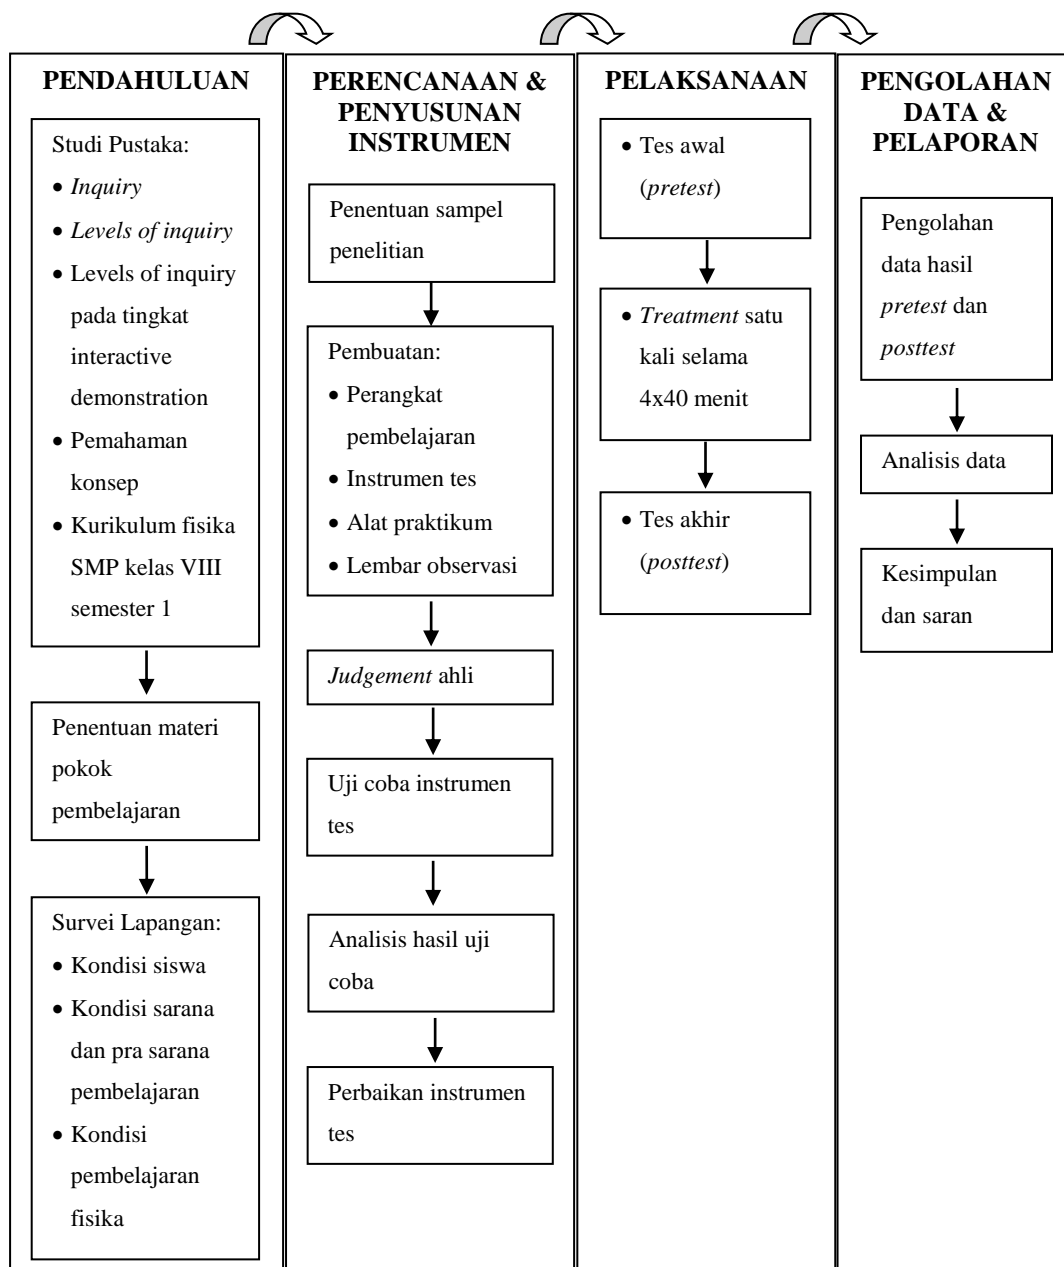 PENDAHULUAN
Studi Pustaka:
• Inquiry
• Levels of inquiry
• Levels of inquiry
pada tingkat
interactive
demonstration
• Pemahaman
konsep
• Kurikulum fisika
SMP kelas VIII
semester 1
Penentuan materi
pokok
pembelajaran
Survei Lapangan:
• Kondisi siswa
• Kondisi sarana
dan pra sarana
pembelajaran
• Kondisi
pembelajaran
fisika
PERENCANAAN &
PENYUSUNAN
INSTRUMEN
Penentuan sampel
penelitian
Pembuatan:
• Perangkat
pembelajaran
• Instrumen tes
• Alat praktikum
• Lembar observasi
Judgement ahli
Uji coba instrumen
tes
Analisis hasil uji
coba
Perbaikan instrumen
tes
PELAKSANAAN
• Tes awal
(pretest)
• Treatment satu
kali selama
4x40 menit
• Tes akhir
(posttest)
PENGOLAHAN
DATA &
PELAPORAN
Pengolahan
data hasil
pretest dan
posttest
Analisis data
Kesimpulan
dan saran